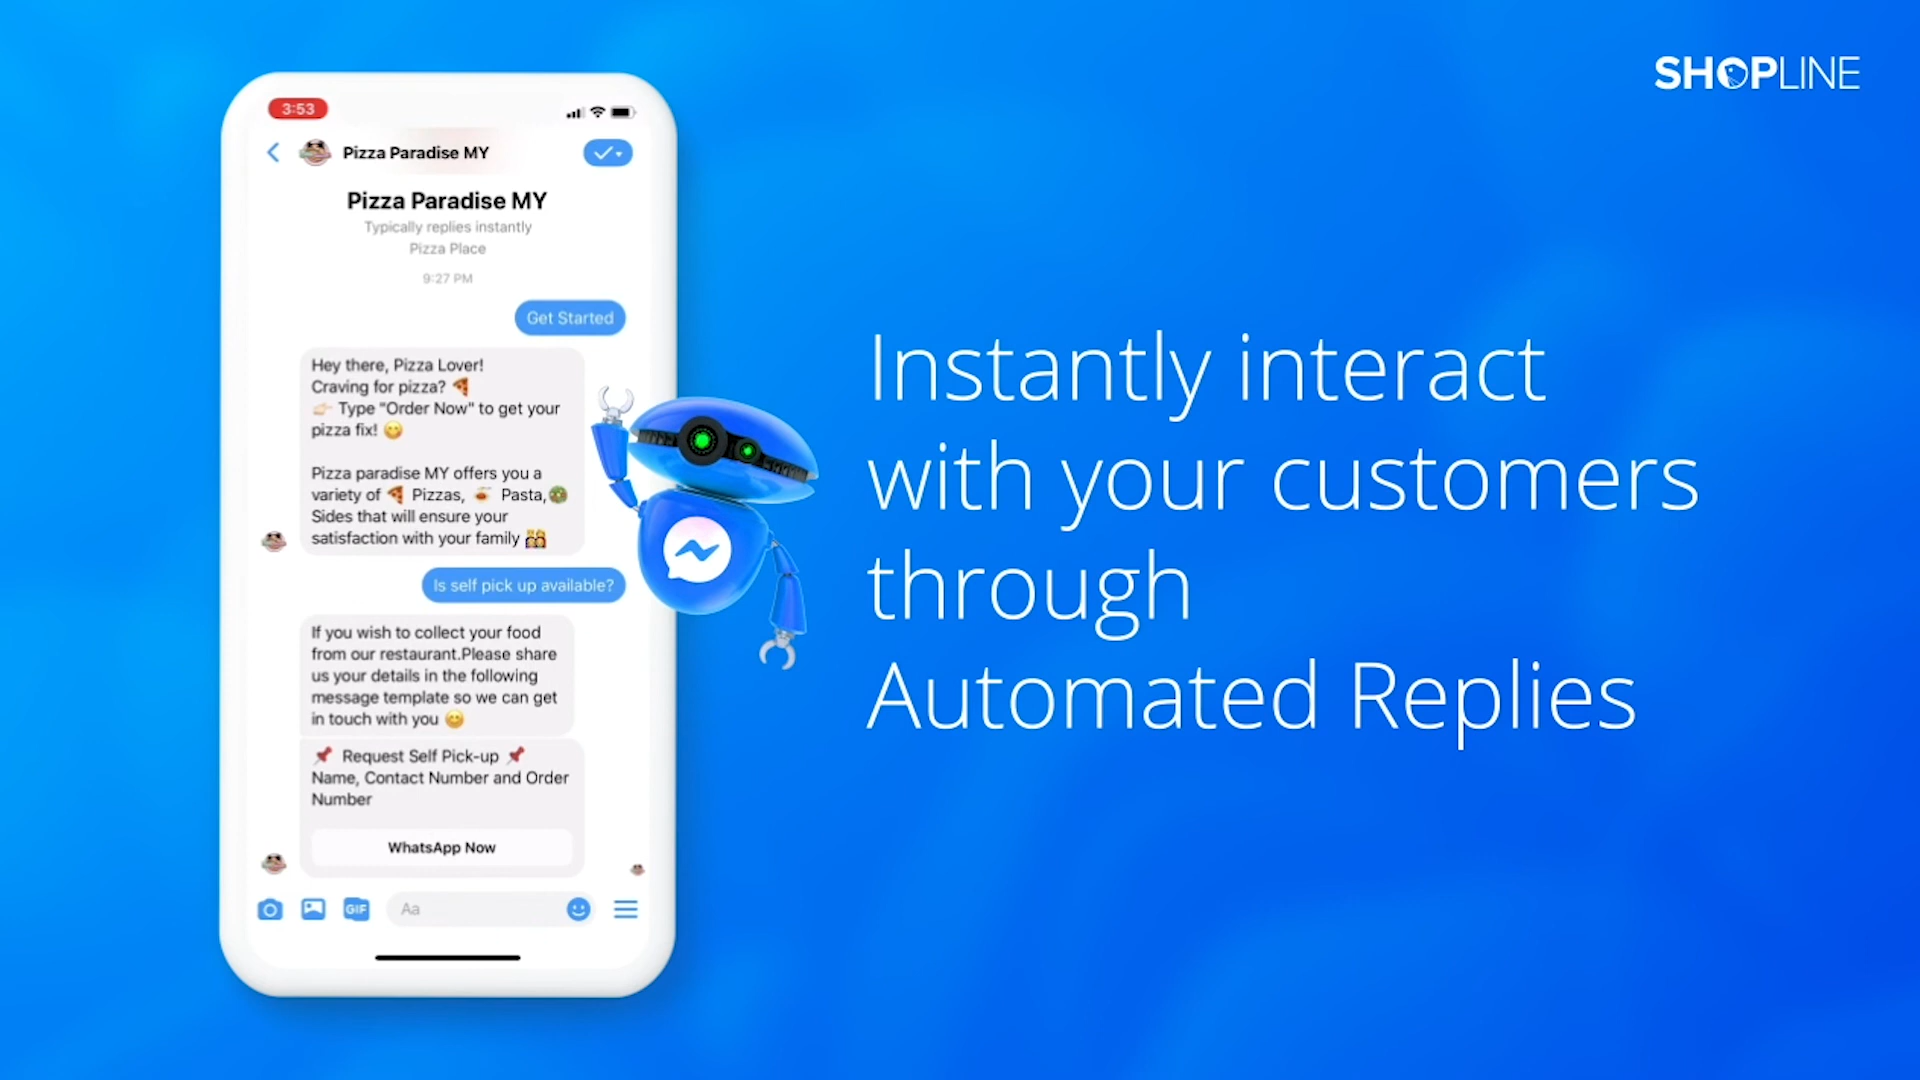 SHOPLINE
3:53
Pizza Paradise MY
Pizza Paradise MY
Typically replies instantly
Pizza Place
9:27 PM
Get Started
Hey there, Pizza Lover!
Craving for pizza? 🍕
👉🏻 Type "Order Now" to get your
pizza fix! 😋
Pizza paradise MY offers you a
variety of 🍕 Pizzas, 🍝 Pasta,🥗
Sides that will ensure your
satisfaction with your family 👨‍👩‍👧‍👦
Is self pick up available?
If you wish to collect your food
from our restaurant.Please share
us your details in the following
message template so we can get
in touch with you 😊
📌 Request Self Pick-up 📌
Name, Contact Number and Order
Number
WhatsApp Now
GIF
Aa
Instantly interact
with your customers
through
Automated Replies